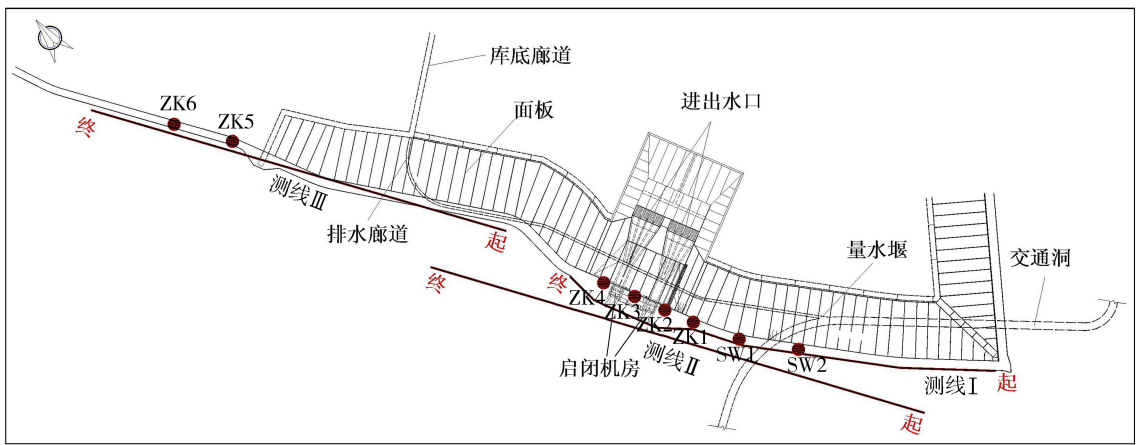 库底廊道
ZK6
终
ZK5
面板
进出水口
测线Ⅲ
排水廊道
起
量水堰
交通洞
终
终
ZK4
ZK3
ZK2
ZK1
SW1
SW2
启闭机房
测线Ⅱ
测线Ⅰ
起
起